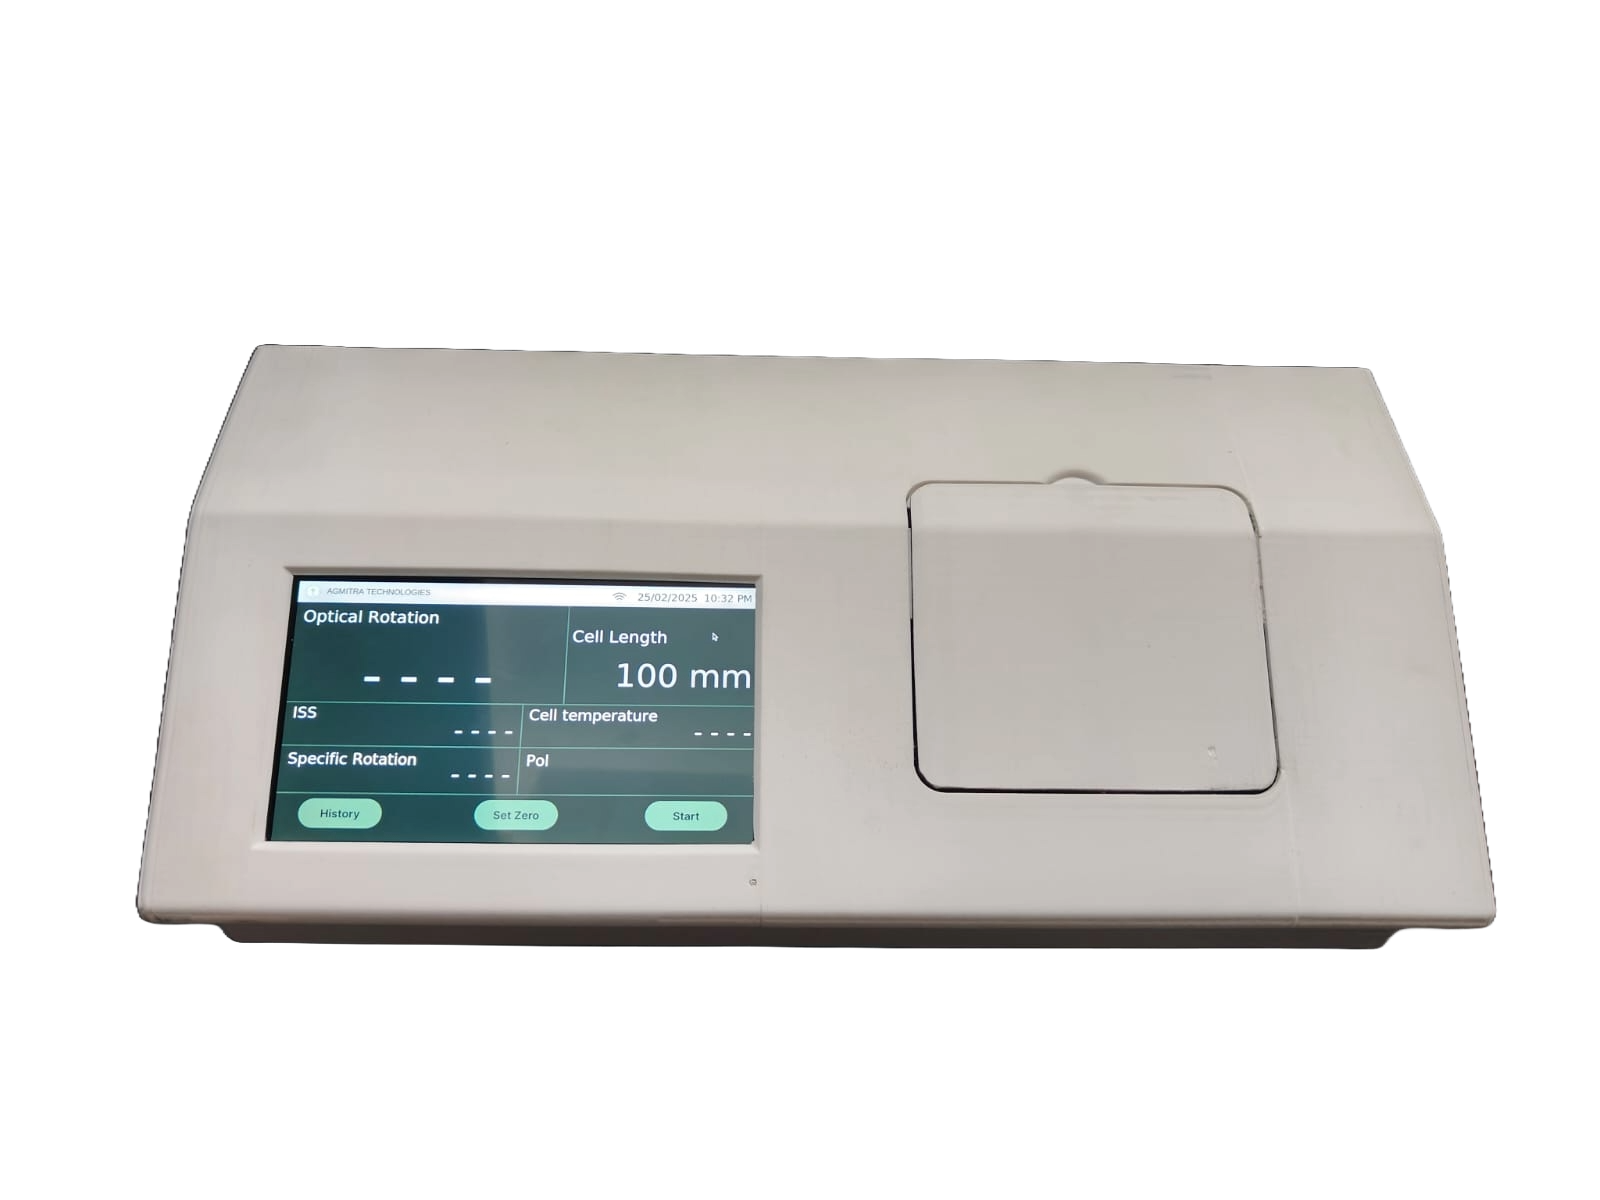 AGMITRA TECHNOLOGIES 25/02/2025 10:32 PM
Optical Rotation
- - - -
Cell Length
100 mm
ISS
- - - -
Cell temperature
- - - -
Specific Rotation
- - - -
Pol
History
Set Zero
Start